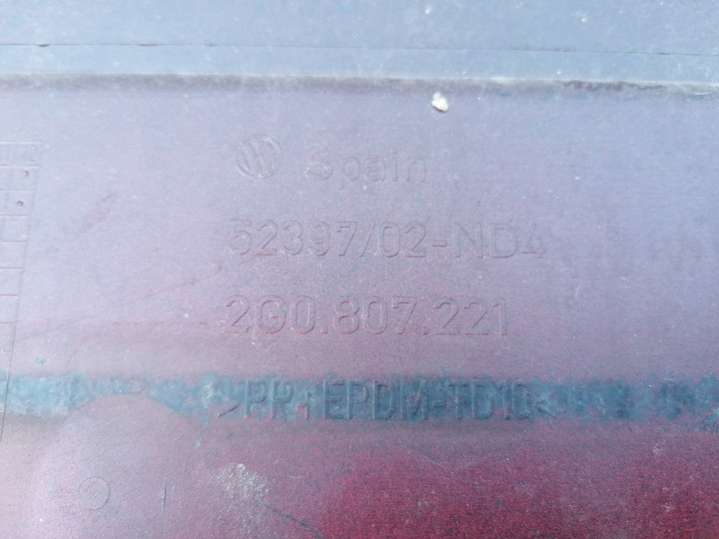 Spain
52397/02-ND4
2G0.807.221
>PP+EPDM-TD10<